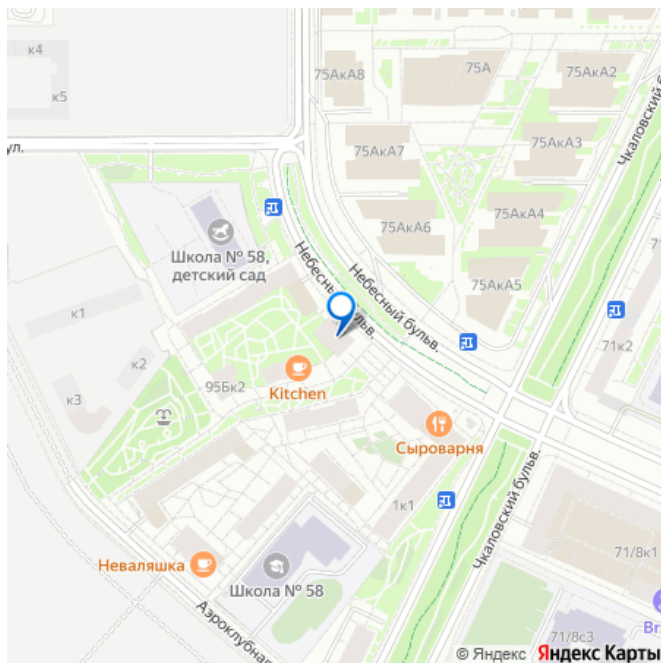 к4
к5
75АкА8
75А
75АкА2
Чкаловский б
ул.
75АкА7
75АкА3
75АкА4
75АкА6
Школа № 58,
детский сад
Небесный бульв.
Небесный бульв.
75АкА5
к1
71к2
к2
к3
95Бк2
Kitchen
Сыроварня
1к1
Чкаловский бульв.
71/8к1
Неваляшка
Школа № 58
Аэроклубная
Br
71/8с3
© Яндекс Яндекс Карты